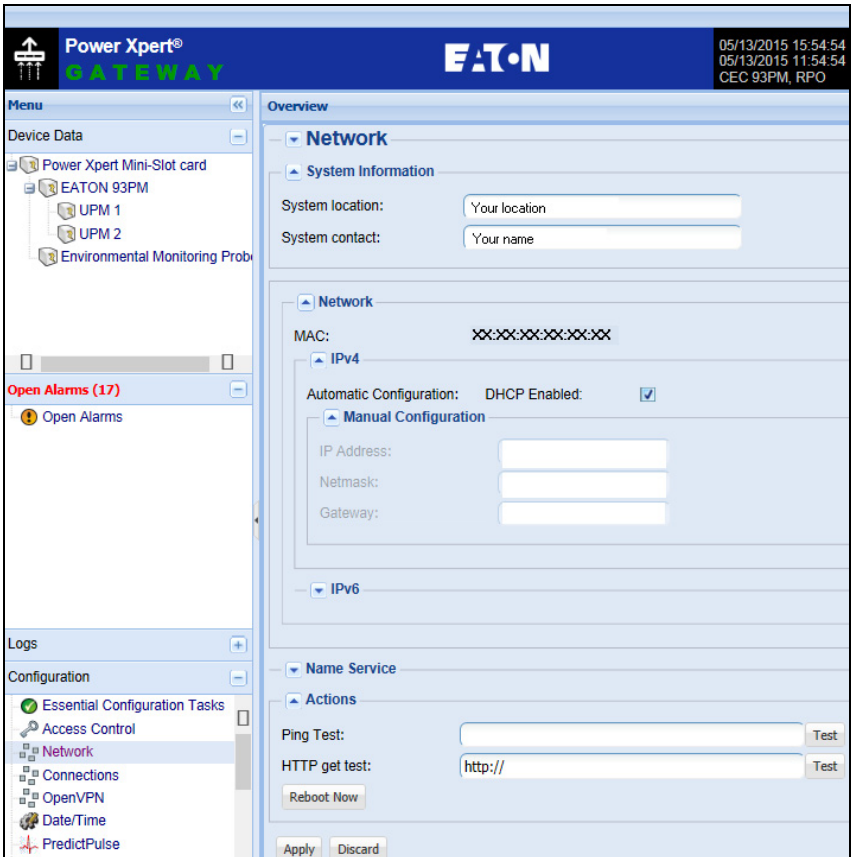 Power Xpert®
GATEWAY
EATON
05/13/2015 15:54:54
05/13/2015 11:54:54
CEC 93PM, RPO
Menu
Device Data
Power Xpert Mini-Slot card
EATON 93PM
UPM 1
UPM 2
Environmental Monitoring Probe
Open Alarms (17)
Open Alarms
Logs
Configuration
Essential Configuration Tasks
Access Control
Network
Connections
OpenVPN
Date/Time
PredictPulse
Overview
Network
System Information
System location: Your location
System contact: Your name
Network
MAC: XX:XX:XX:XX:XX:XX
IPv4
Automatic Configuration: DHCP Enabled:
Manual Configuration
IP Address:
Netmask:
Gateway:
IPv6
Name Service
Actions
Ping Test: Test
HTTP get test: http:// Test
Reboot Now
Apply Discard